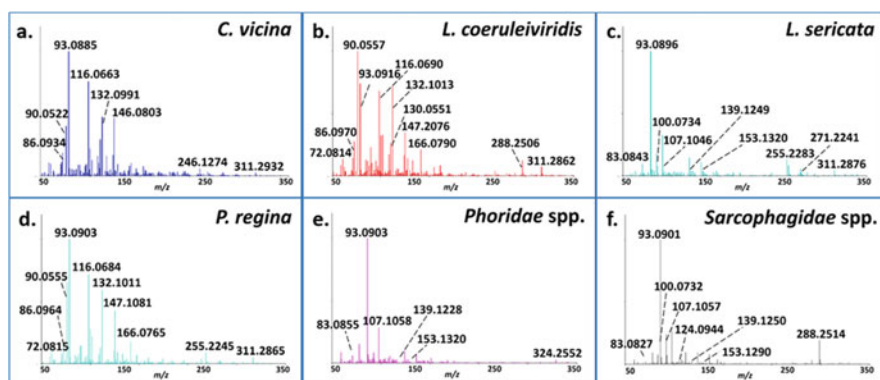 a. C. vicina
93.0885
116.0663
132.0991
90.0522
146.0803
86.0934
246.1274
311.2932
50 150 250 350
m/z
b. L. coeruleiviridis
90.0557
93.0916
116.0690
132.1013
130.0551
147.2076
86.0970
166.0790
72.0814
288.2506
311.2862
50 150 250 350
m/z
c. L. sericata
93.0896
100.0734
139.1249
107.1046
153.1320
271.2241
83.0843
255.2283
311.2876
50 150 250 350
m/z
d. P. regina
93.0903
116.0684
90.0555
132.1011
86.0964
147.1081
166.0765
72.0815
255.2245
311.2865
50 150 250 350
m/z
e. Phoridae spp.
93.0903
139.1228
83.0855
107.1058
153.1320
324.2552
50 150 250 350
m/z
f. Sarcophagidae spp.
93.0901
100.0732
107.1057
124.0944
139.1250
288.2514
83.0827
153.1290
50 150 250 350
m/z